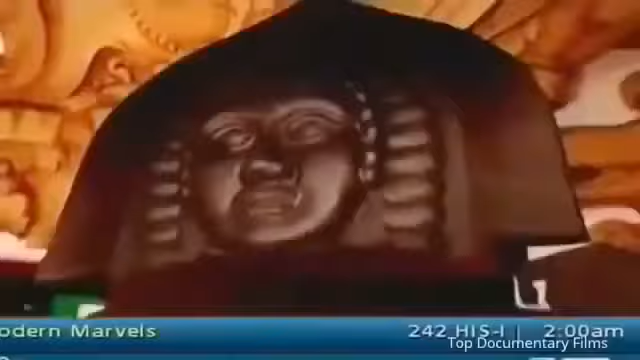 odern Marvels
242 HIS-I | 2:00am
Top Documentary Films